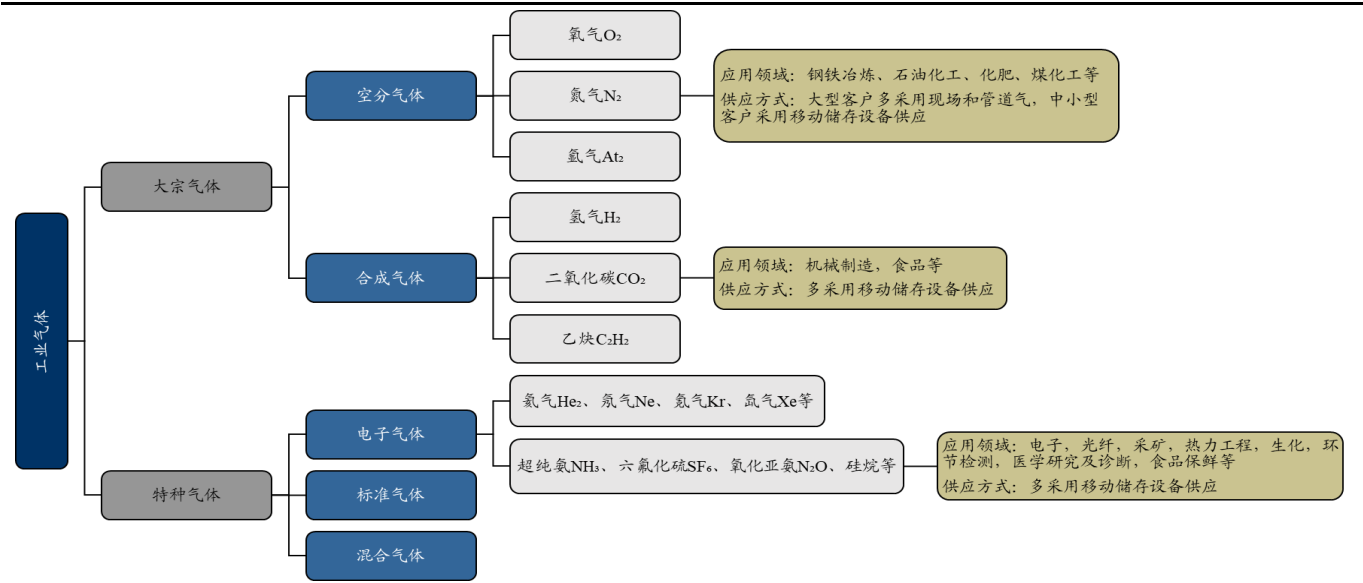 工业气体
大宗气体
空分气体
氧气O₂
氮气N₂
氩气At₂
应用领域：钢铁冶炼、石油化工、化肥、煤化工等
供应方式：大型客户多采用现场和管道气，中小型
客户采用移动储存设备供应
合成气体
氢气H₂
二氧化碳CO₂
乙炔C₂H₂
应用领域：机械制造，食品等
供应方式：多采用移动储存设备供应
特种气体
电子气体
氦气He₂、氖气Ne、氪气Kr、氙气Xe等
超纯氨NH₃、六氟化硫SF₆、氧化亚氨N₂O、硅烷等
应用领域：电子，光纤，采矿，热力工程，生化，环
节检测，医学研究及诊断，食品保鲜等
供应方式：多采用移动储存设备供应
标准气体
混合气体